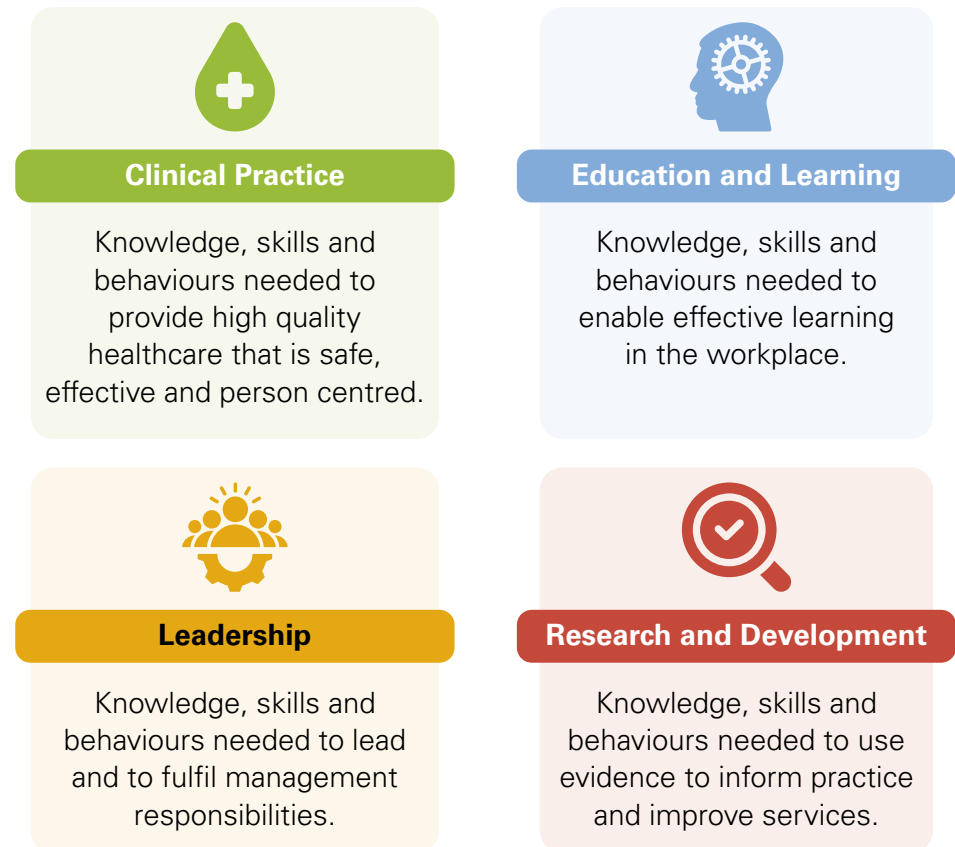 Clinical Practice
Knowledge, skills and
behaviours needed to
provide high quality
healthcare that is safe,
effective and person centred.
Education and Learning
Knowledge, skills and
behaviours needed to
enable effective learning
in the workplace.
Leadership
Knowledge, skills and
behaviours needed to lead
and to fulfil management
responsibilities.
Research and Development
Knowledge, skills and
behaviours needed to use
evidence to inform practice
and improve services.